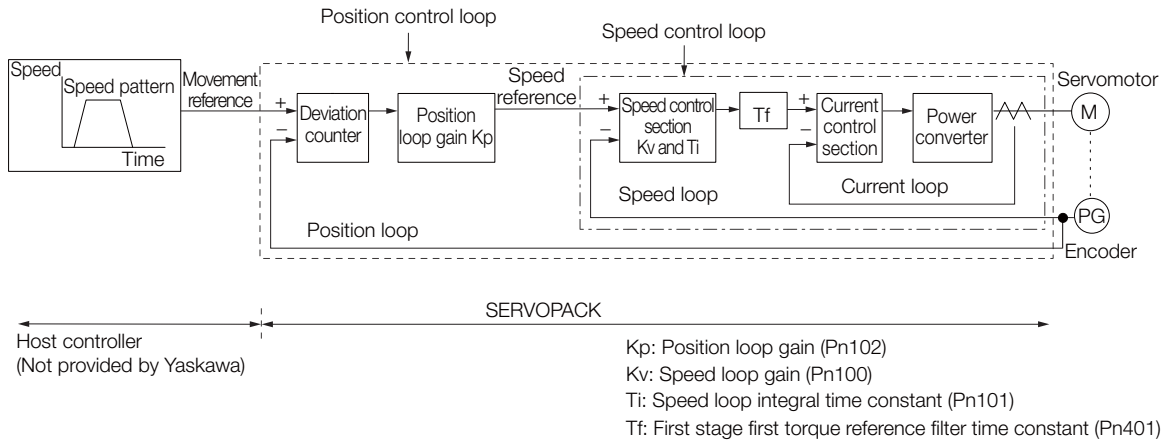 Position control loop
Speed control loop
Speed
Speed pattern
Time
Movement
reference
+
−
Deviation
counter
Position
loop gain Kp
Speed
reference
+
−
Speed control
section
Kv and Ti
Tf
+
−
Current
control
section
Power
converter
Servomotor
M
Current loop
Speed loop
Position loop
PG
Encoder
SERVOPACK
Host controller
(Not provided by Yaskawa)
Kp: Position loop gain (Pn102)
Kv: Speed loop gain (Pn100)
Ti: Speed loop integral time constant (Pn101)
Tf: First stage first torque reference filter time constant (Pn401)